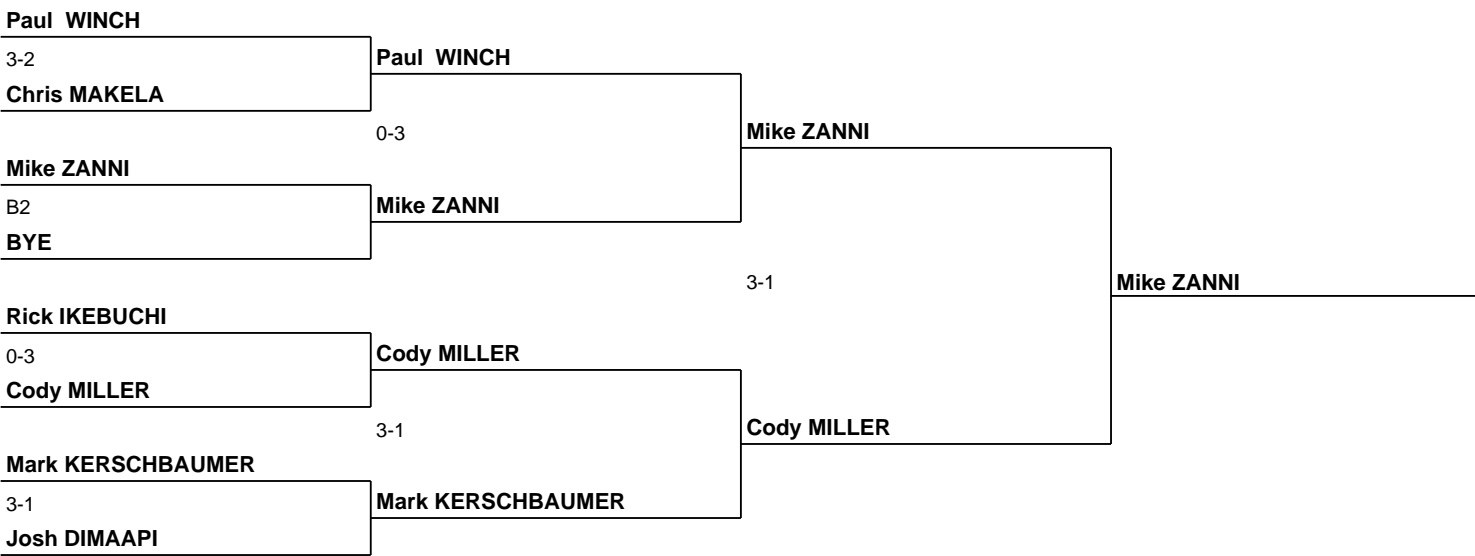 Paul  WINCH
3-2
Paul  WINCH
Chris MAKELA
0-3
Mike ZANNI
Mike ZANNI
B2
Mike ZANNI
BYE
3-1
Mike ZANNI
Rick IKEBUCHI
0-3
Cody MILLER
Cody MILLER
3-1
Cody MILLER
Mark KERSCHBAUMER
3-1
Mark KERSCHBAUMER
Josh DIMAAPI